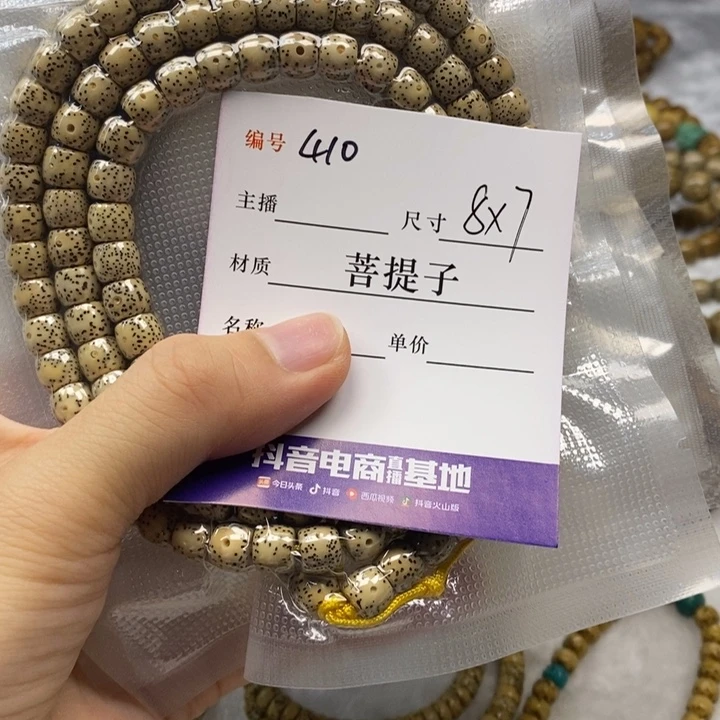 编号 410
主播 尺寸 8X7
材质 菩提子
名称 单价
抖音电商直播基地
今日头条 抖音 西瓜视频 抖音火山版